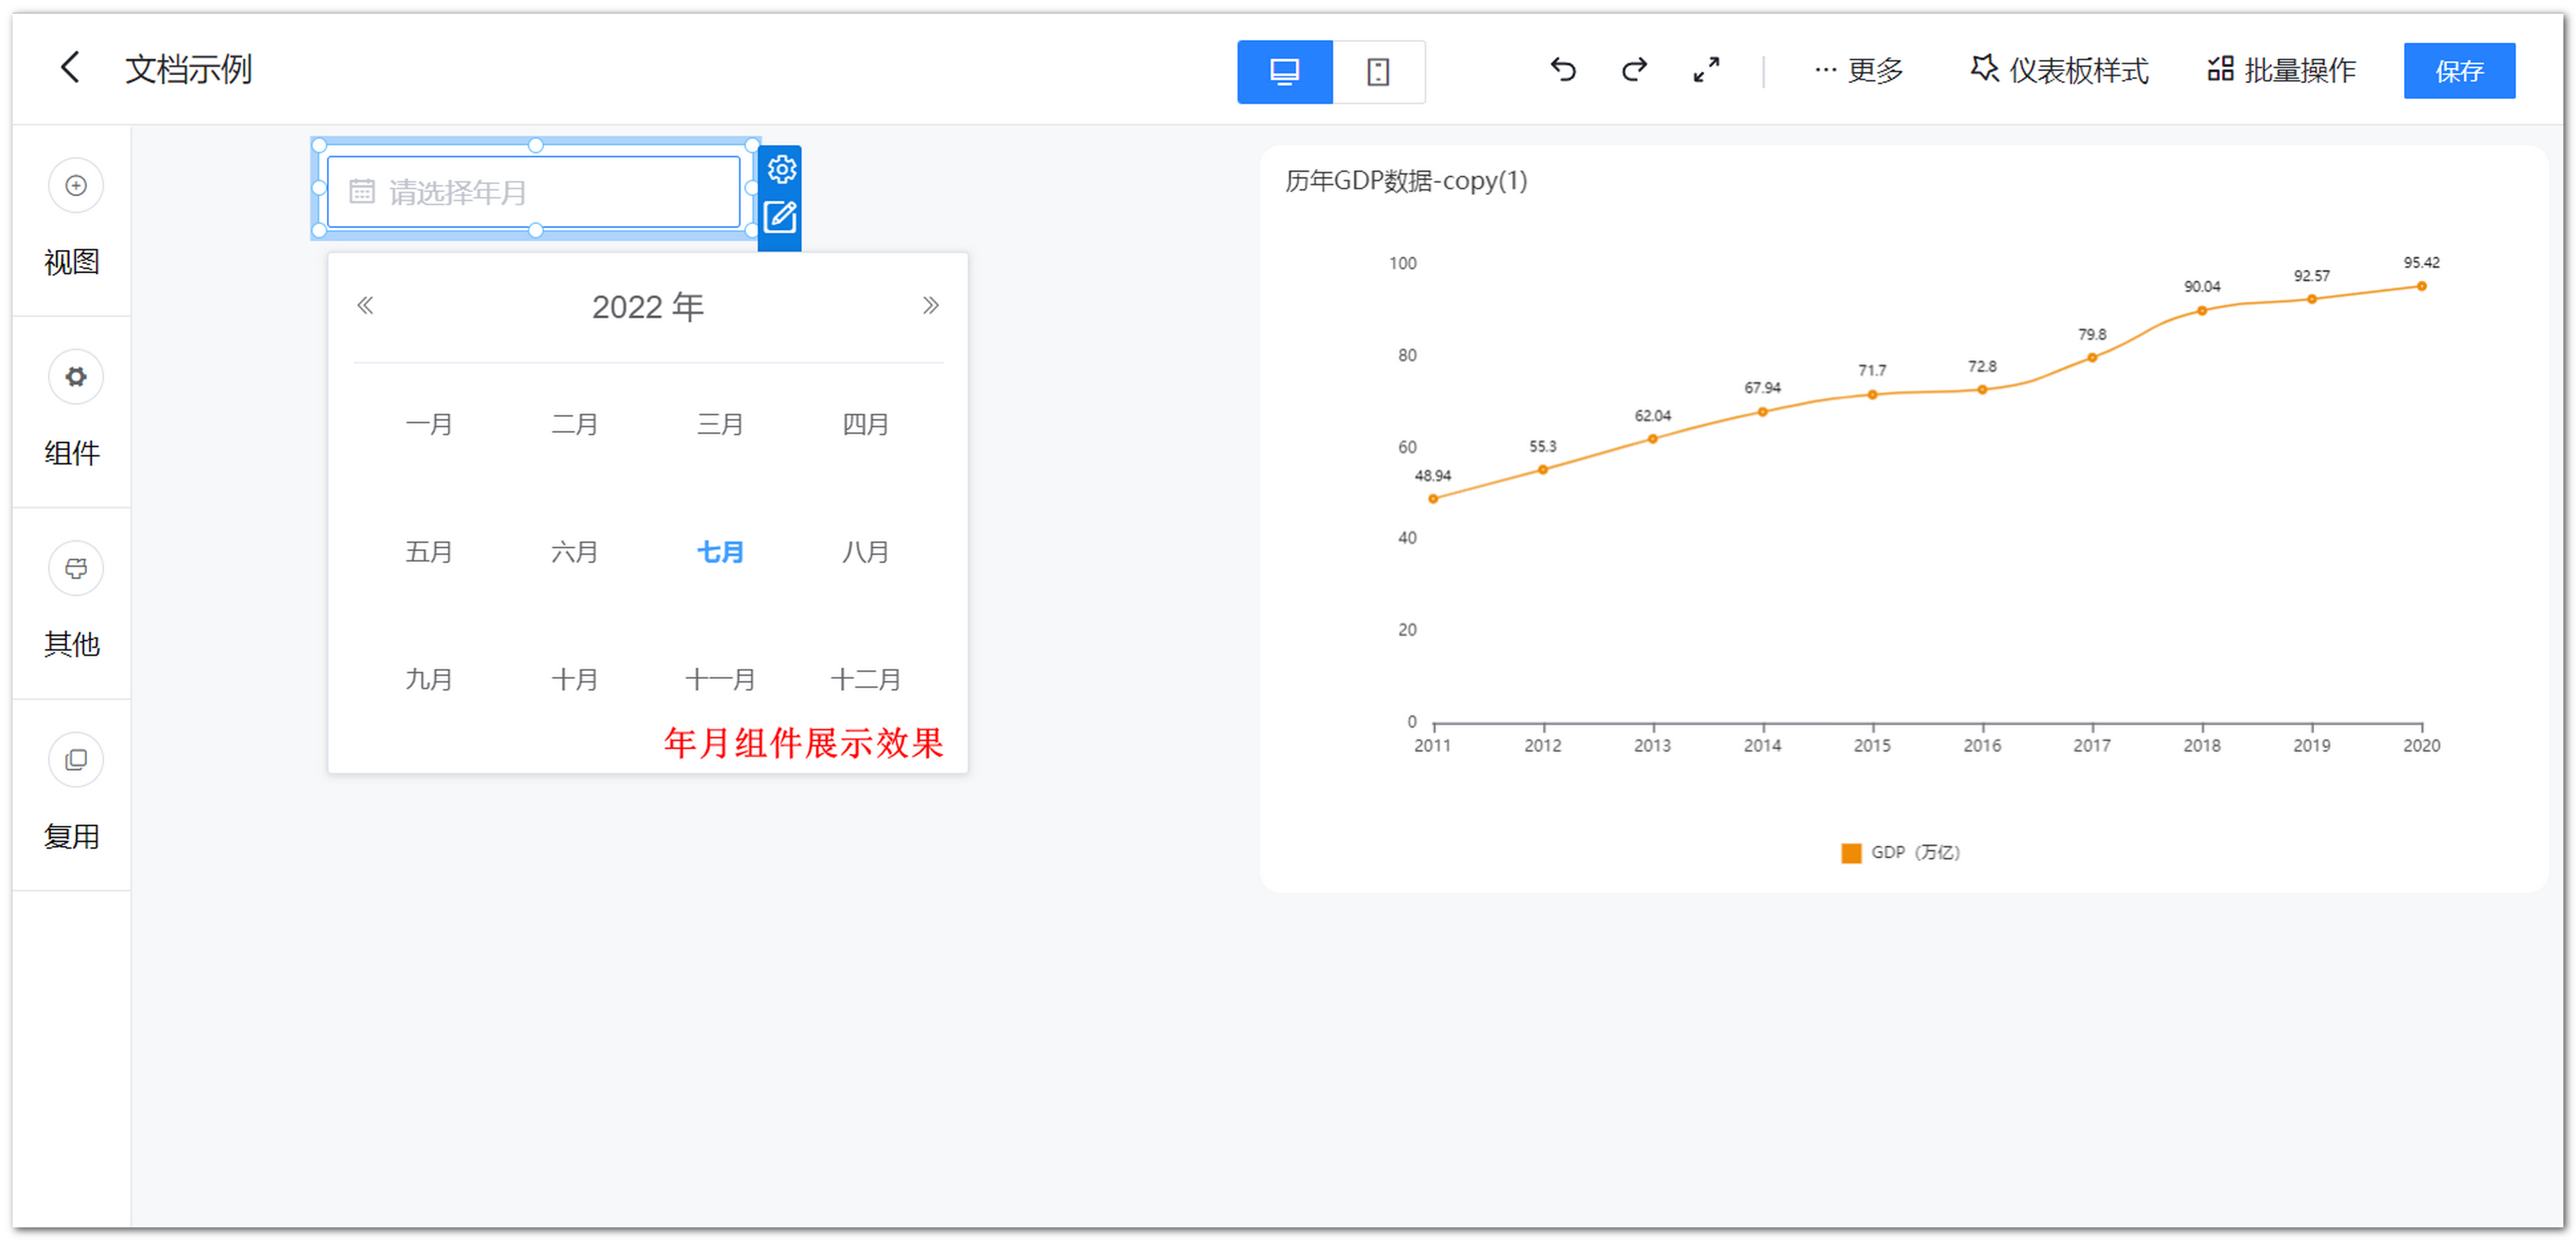 文档示例
更多
仪表板样式
批量操作
保存
视图
组件
其他
复用
请选择年月
2022 年
一月 二月 三月 四月
五月 六月 七月 八月
九月 十月 十一月 十二月
年月组件展示效果
历年GDP数据-copy(1)
100
80
60
40
20
0
48.94
55.3
62.04
67.94
71.7
72.8
79.8
90.04
92.57
95.42
2011 2012 2013 2014 2015 2016 2017 2018 2019 2020
GDP（万亿）